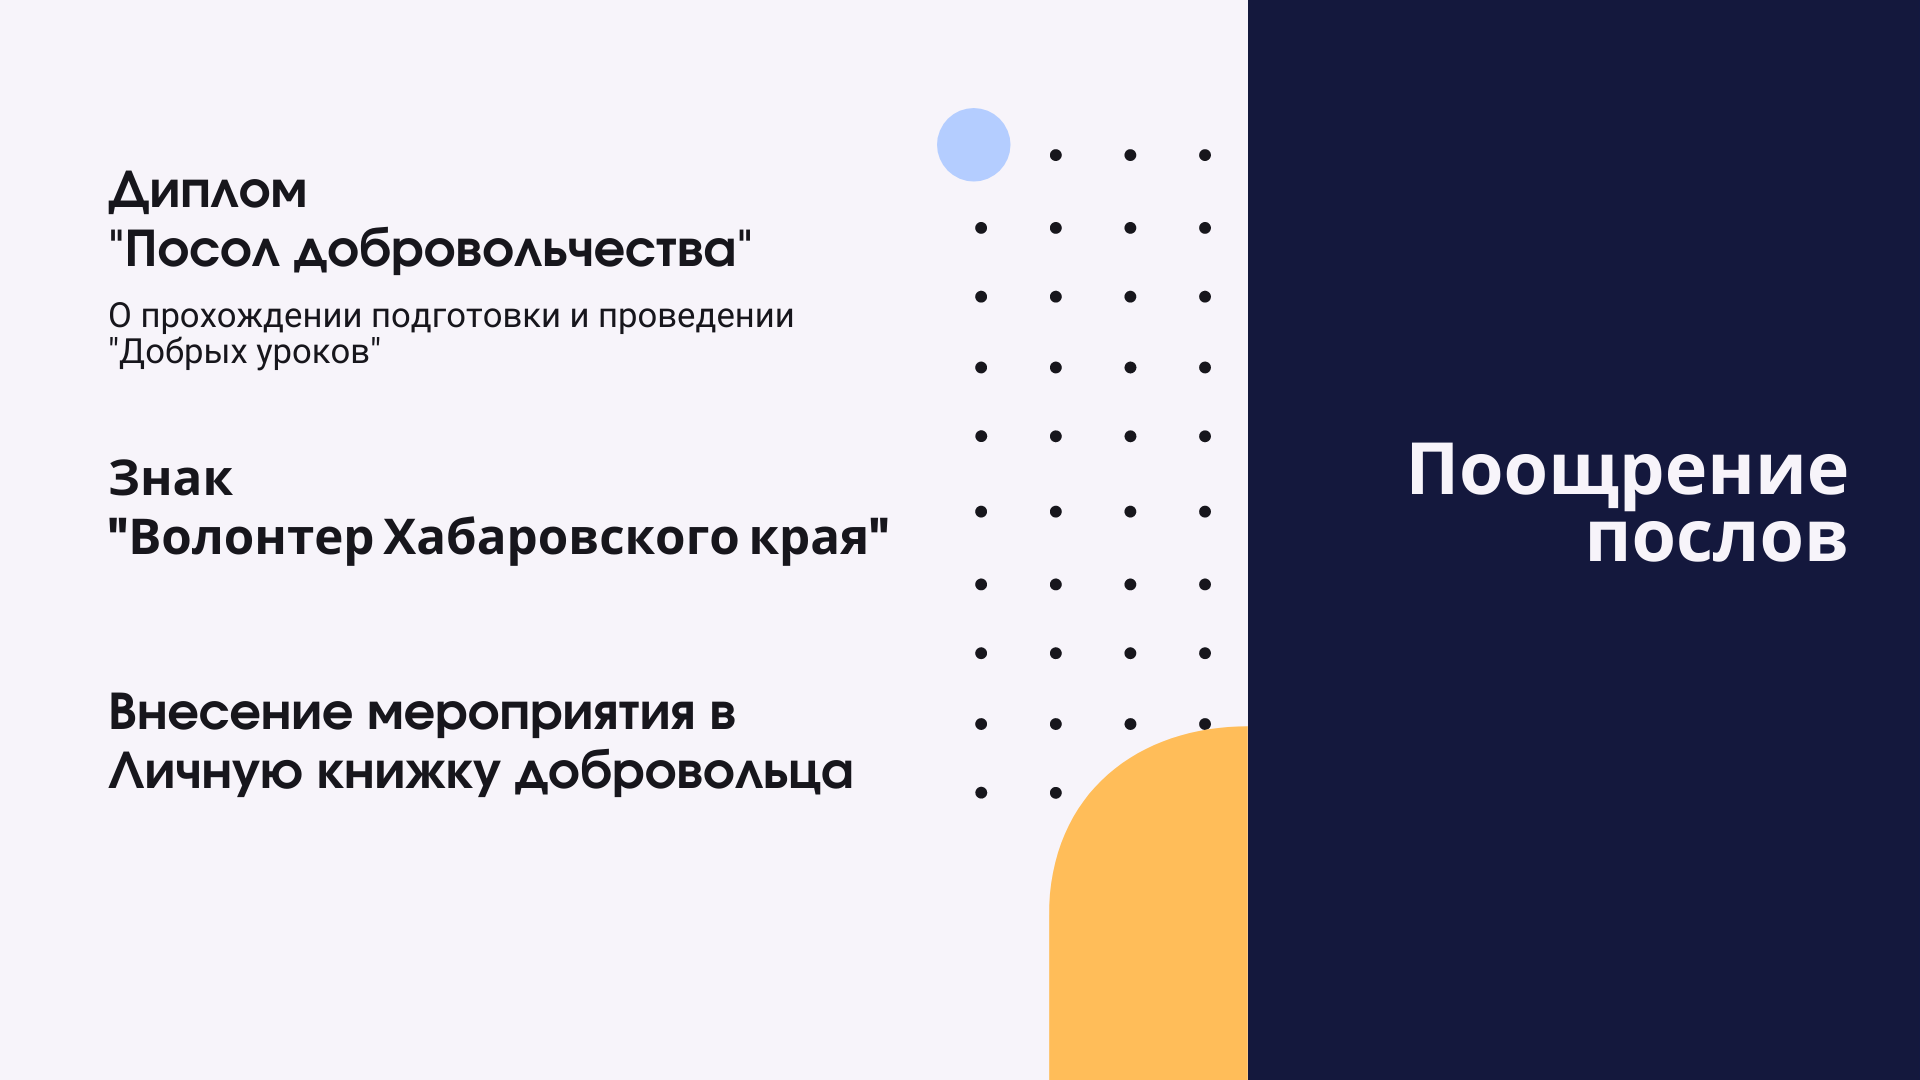 Диплом
"Посол добровольчества"
О прохождении подготовки и проведении
"Добрых уроков"
Знак
"Волонтер Хабаровского края"
Внесение мероприятия в
Личную книжку добровольца
Поощрение
послов